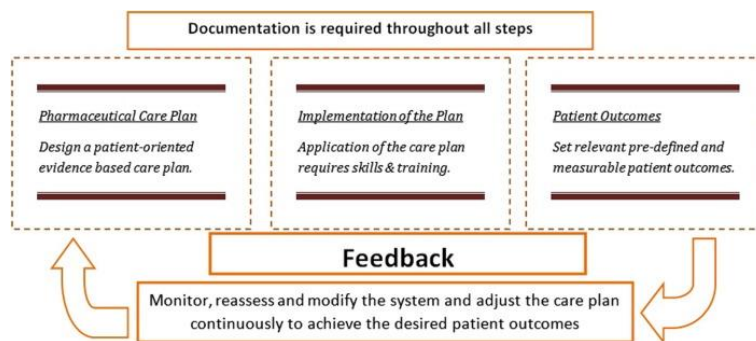 Documentation is required throughout all steps
Pharmaceutical Care Plan
Design a patient-oriented
evidence based care plan.
Implementation of the Plan
Application of the care plan
requires skills & training.
Patient Outcomes
Set relevant pre-defined and
measurable patient outcomes.
Feedback
Monitor, reassess and modify the system and adjust the care plan
continuously to achieve the desired patient outcomes